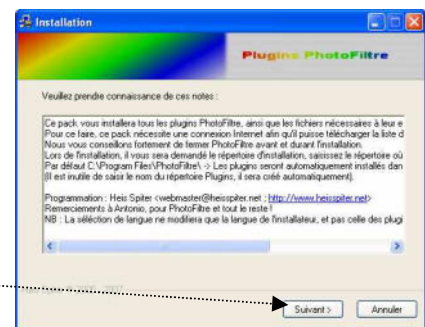 Installation
Plugins PhotoFiltre
Veuillez prendre connaissance de ces notes :
Ce pack vous installera tous les plugins PhotoFiltre, ainsi que les fichiers nécessaires à leur e
Pour ce faire, ce pack nécessite une connexion Internet afin qu'il puisse télécharger la liste d
Nous vous conseillons fortement de fermer PhotoFiltre avant et durant l'installation.
Lors de l'installation, il vous sera demandé le répertoire d'installation, saisissez le répertoire où
Par défaut C:\Program Files\PhotoFiltre\ -> Les plugins seront automatiquement installés dan
(Il est inutile de saisir le nom du répertoire Plugins, il sera créé automatiquement).
Programmation : Heis Spiter <webmaster@heisspiter.net ; http://www.heisspiter.net>
Remerciements à Antonio, pour PhotoFiltre et tout le reste !
NB : La séléction de langue ne modifiera que la langue de l'installateur, et pas celle des plugi
Suivant >
Annuler